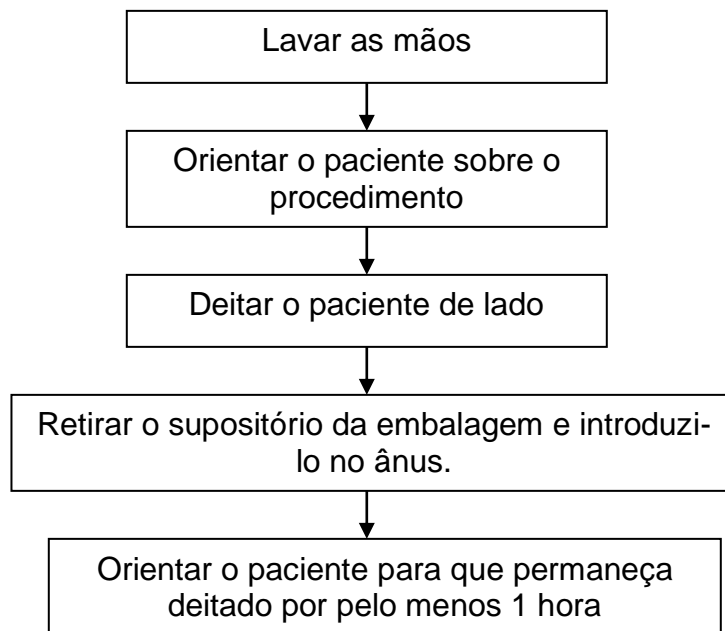 Lavar as mãos
Orientar o paciente sobre o
procedimento
Deitar o paciente de lado
Retirar o supositório da embalagem e introduzi-
lo no ânus.
Orientar o paciente para que permaneça
deitado por pelo menos 1 hora